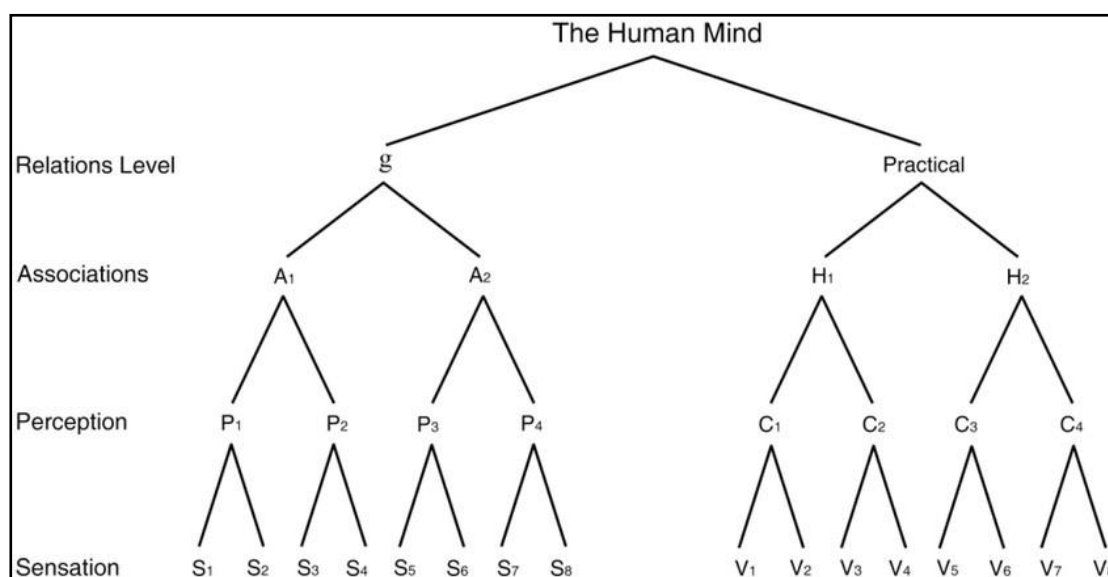 The Human Mind
Relations Level g Practical
Associations A1 A2 H1 H2
Perception P1 P2 P3 P4 C1 C2 C3 C4
Sensation S1 S2 S3 S4 S5 S6 S7 S8 V1 V2 V3 V4 V5 V6 V7